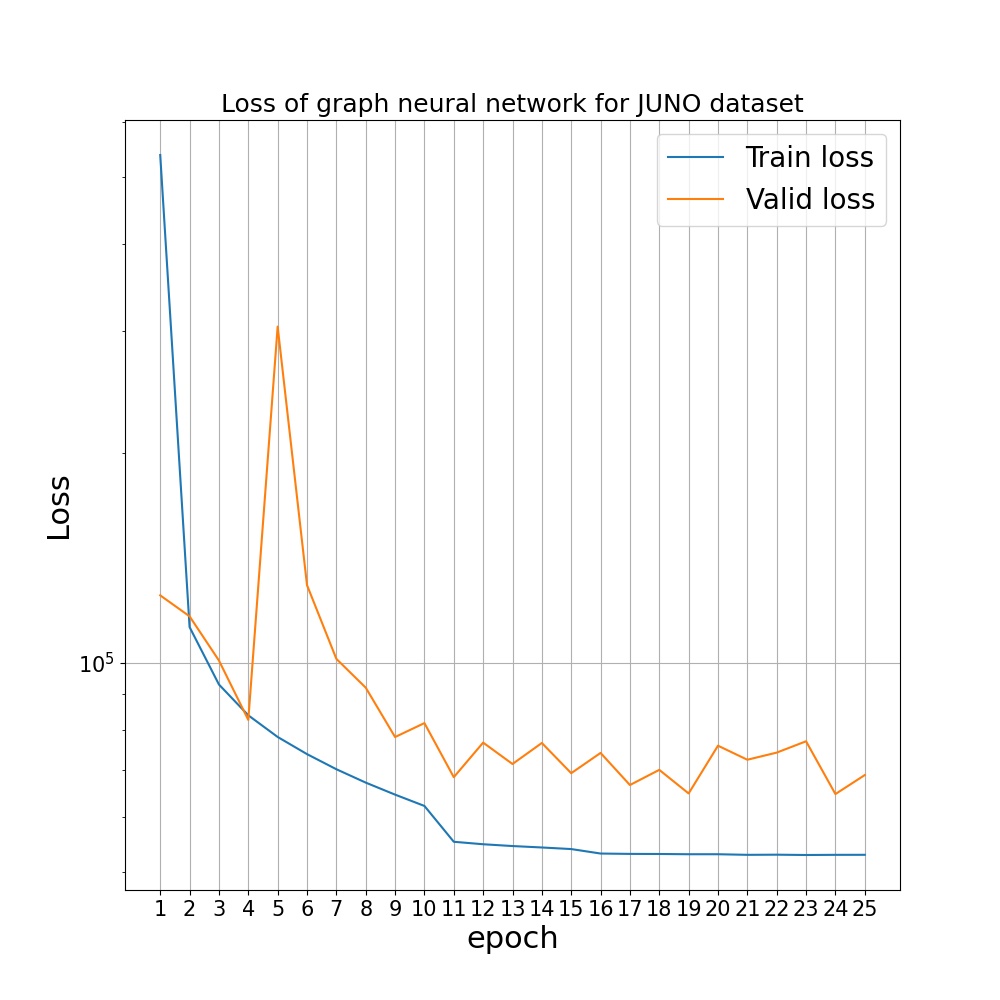 Loss of graph neural network for JUNO dataset
Train loss
Valid loss
Loss
10^5
1 2 3 4 5 6 7 8 9 10 11 12 13 14 15 16 17 18 19 20 21 22 23 24 25
epoch